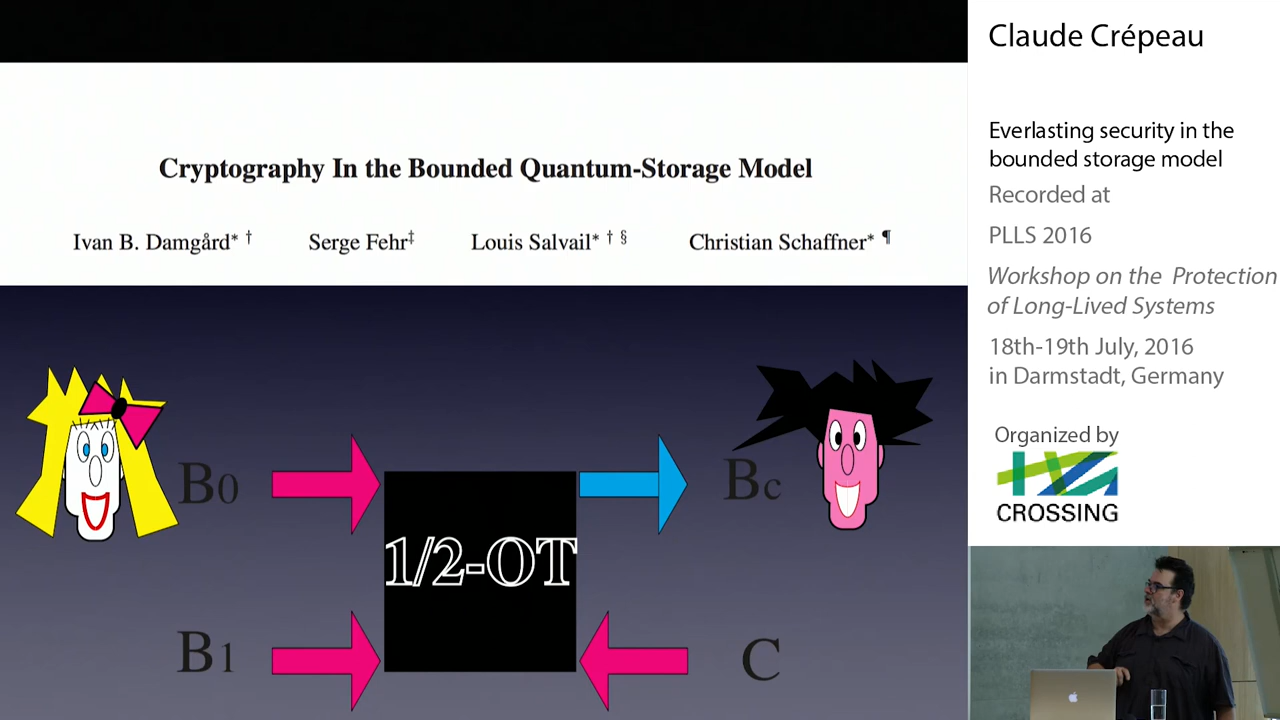 Cryptography In the Bounded Quantum-Storage Model
Ivan B. Damgård* † Serge Fehr‡ Louis Salvail* † § Christian Schaffner* ¶
B0
Bc
1/2-OT
B1
C
Claude Crépeau
Everlasting security in the
bounded storage model
Recorded at
PLLS 2016
Workshop on the Protection
of Long-Lived Systems
18th-19th July, 2016
in Darmstadt, Germany
Organized by
CROSSING